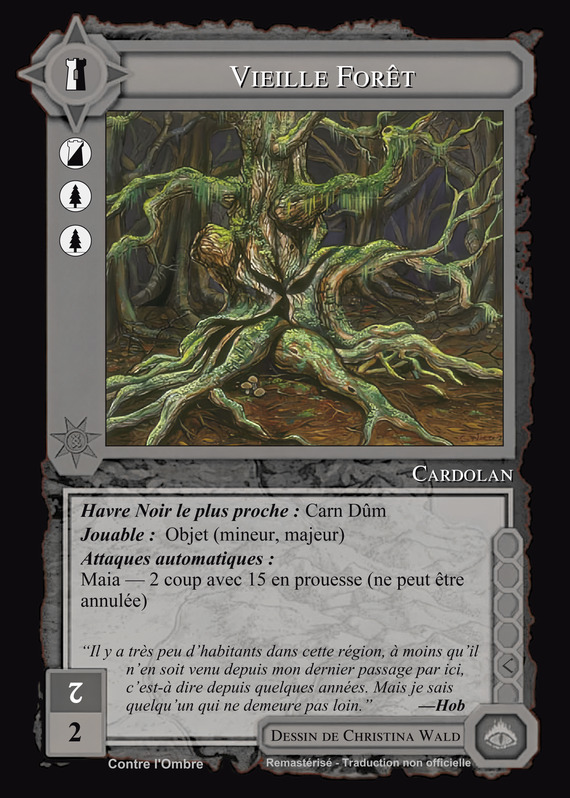 Vieille Forêt
Cardolan
Havre Noir le plus proche : Carn Dûm
Jouable : Objet (mineur, majeur)
Attaques automatiques :
Maia — 2 coup avec 15 en prouesse (ne peut être
annulée)
“Il y a très peu d’habitants dans cette région, à moins qu’il
n’en soit venu depuis mon dernier passage par ici,
c’est-à dire depuis quelques années. Mais je sais
quelqu’un qui ne demeure pas loin.” —Hob
2
2
Dessin de Christina Wald
Contre l'Ombre
Remastérisé - Traduction non officielle